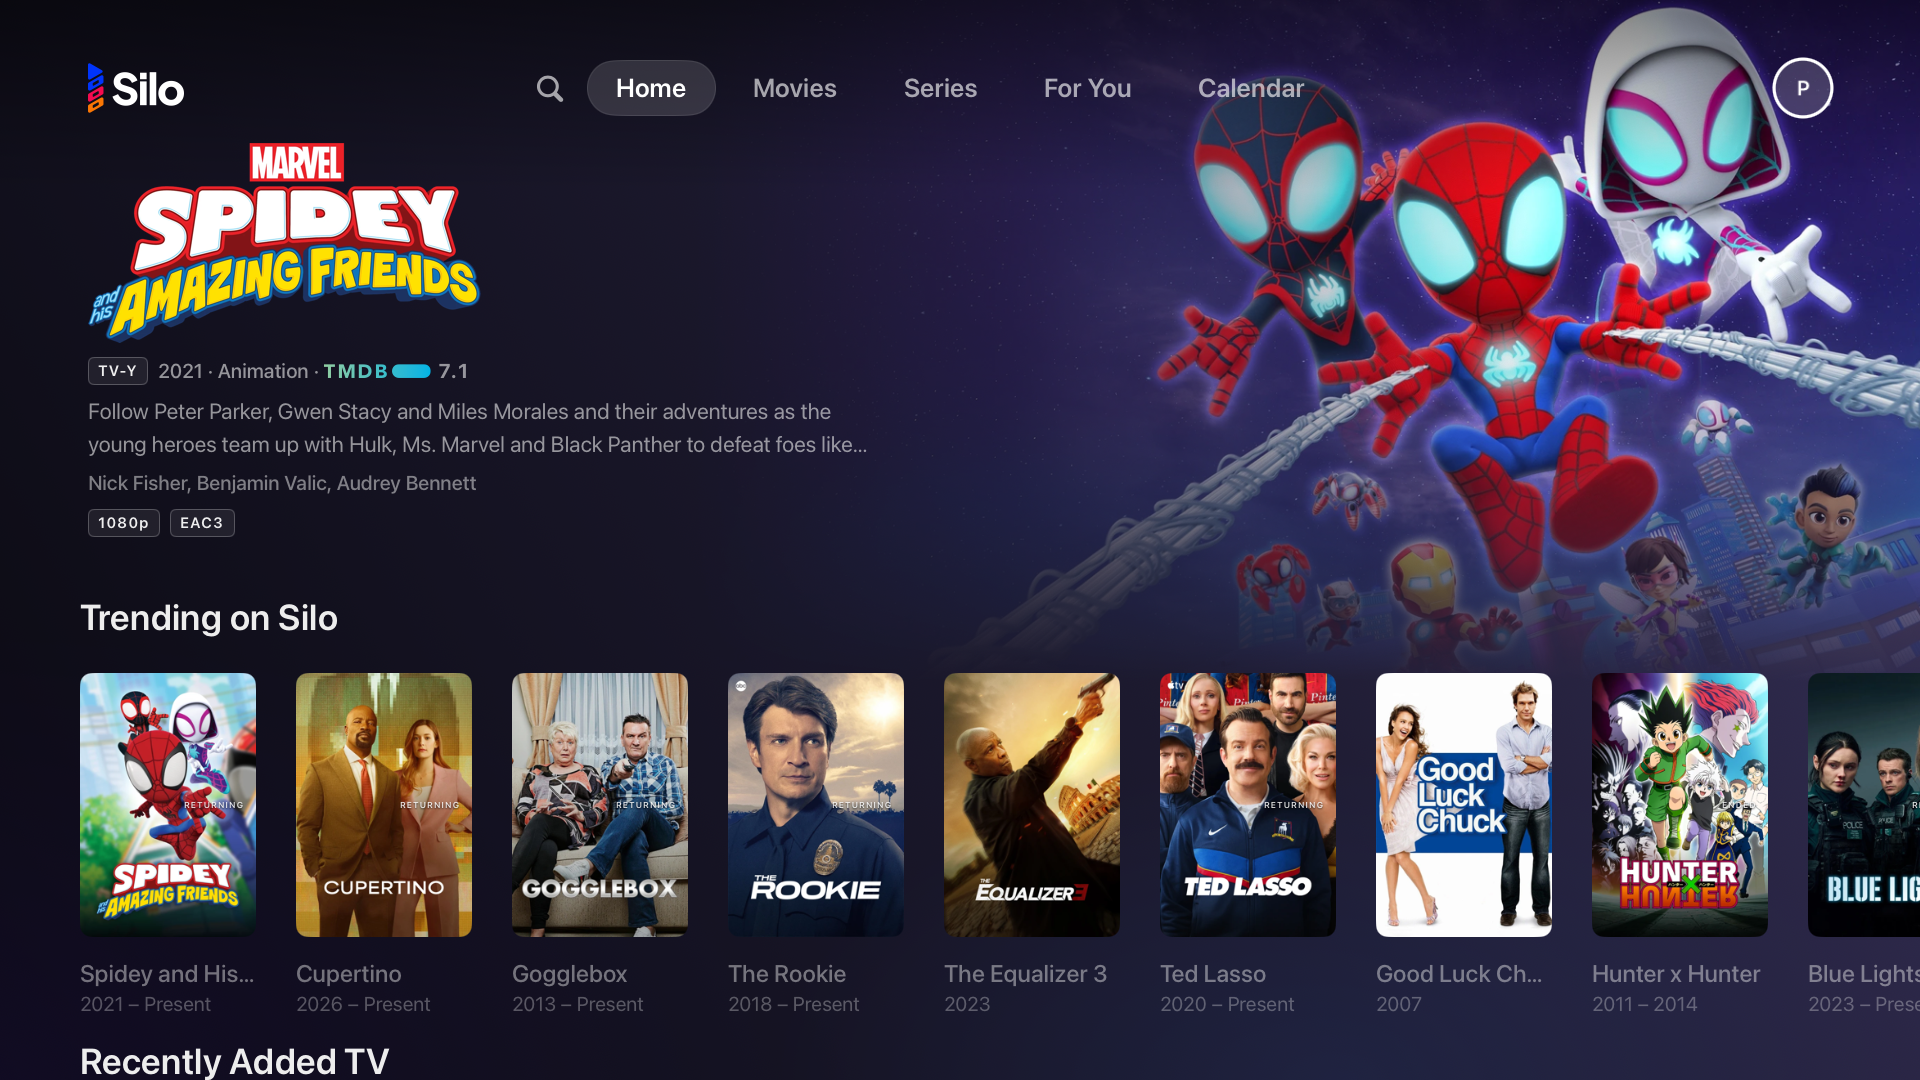 Silo
Home
Movies
Series
For You
Calendar
P
MARVEL
SPIDEY
and his
AMAZING FRIENDS
TV-Y 2021 · Animation · TMDB 7.1
Follow Peter Parker, Gwen Stacy and Miles Morales and their adventures as the
young heroes team up with Hulk, Ms. Marvel and Black Panther to defeat foes like...
Nick Fisher, Benjamin Valic, Audrey Bennett
1080p EAC3
Trending on Silo
RETURNING
SPIDEY
and his
AMAZING FRIENDS
Spidey and His...
2021 – Present
RETURNING
CUPERTINO
Cupertino
2026 – Present
RETURNING
GOGGLEBOX
Gogglebox
2013 – Present
abc
RETURNING
THE
ROOKIE
The Rookie
2018 – Present
THE
EQUALIZER 3
The Equalizer 3
2023
tv
RETURNING
TED LASSO
Ted Lasso
2020 – Present
Good
Luck
Chuck
Good Luck Ch...
2007
ENDED
HUNTER
HUNTER
Hunter x Hunter
2011 – 2014
POLICE
POLICE
BLUE LIG
Blue Lights
2023 – Prese
Recently Added TV